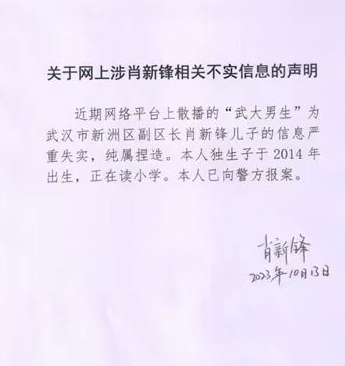 关于网上涉肖新锋相关不实信息的声明
近期网络平台上散播的“武大男生”为
武汉市新洲区副区长肖新锋儿子的信息严
重失实，纯属捏造。本人独生子于2014年
出生，正在读小学。本人已向警方报案。
肖新锋
2023年10月13日